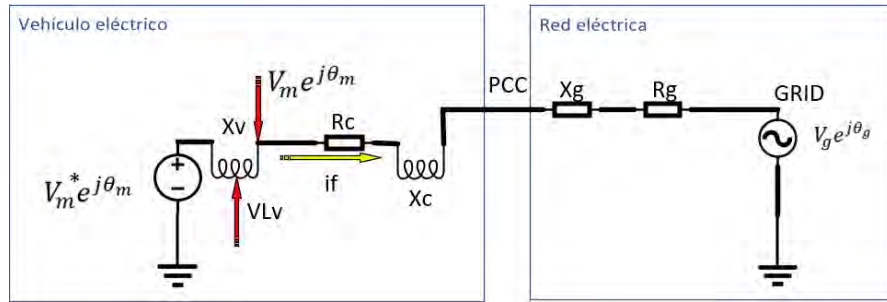 Vehículo eléctrico
Red eléctrica
V_m e^{jθ_m}
PCC
Xg
Rg
GRID
Xv
Rc
V_g e^{jθ_g}
+
−
V_m^* e^{jθ_m}
if
Xc
VLv